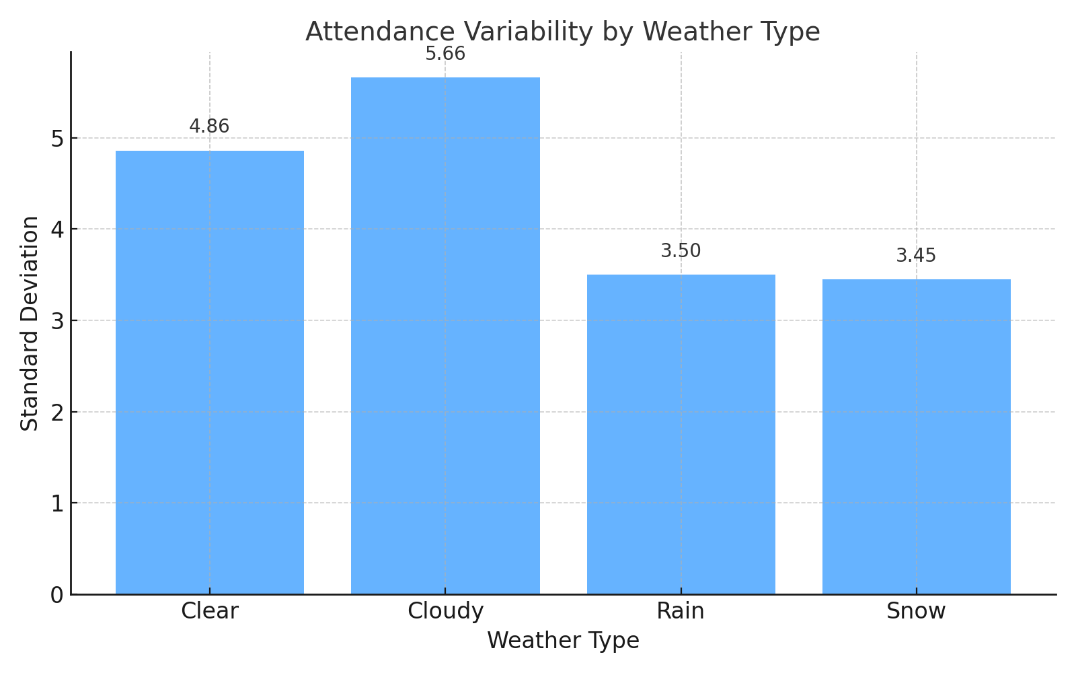 Attendance Variability by Weather Type
5.66
4.86
3.50
3.45
5
4
3
2
1
0
Standard Deviation
Clear
Cloudy
Rain
Snow
Weather Type